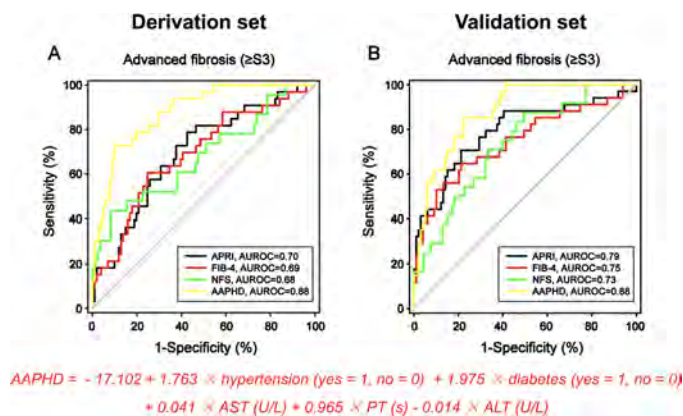 Derivation set
Validation set
A
Advanced fibrosis (≥S3)
100
80
60
40
20
0
Sensitivity (%)
APRI, AUROC=0.70
FIB-4, AUROC=0.69
NFS, AUROC=0.68
AAPHD, AUROC=0.88
0 20 40 60 80 100
1-Specificity (%)
B
Advanced fibrosis (≥S3)
100
80
60
40
20
0
Sensitivity (%)
APRI, AUROC=0.79
FIB-4, AUROC=0.75
NFS, AUROC=0.73
AAPHD, AUROC=0.88
0 20 40 60 80 100
1-Specificity (%)
AAPHD = - 17.102 + 1.763 × hypertension (yes = 1, no = 0) + 1.975 × diabetes (yes = 1, no = 0)
+ 0.041 × AST (U/L) + 0.965 × PT (s) - 0.014 × ALT (U/L)